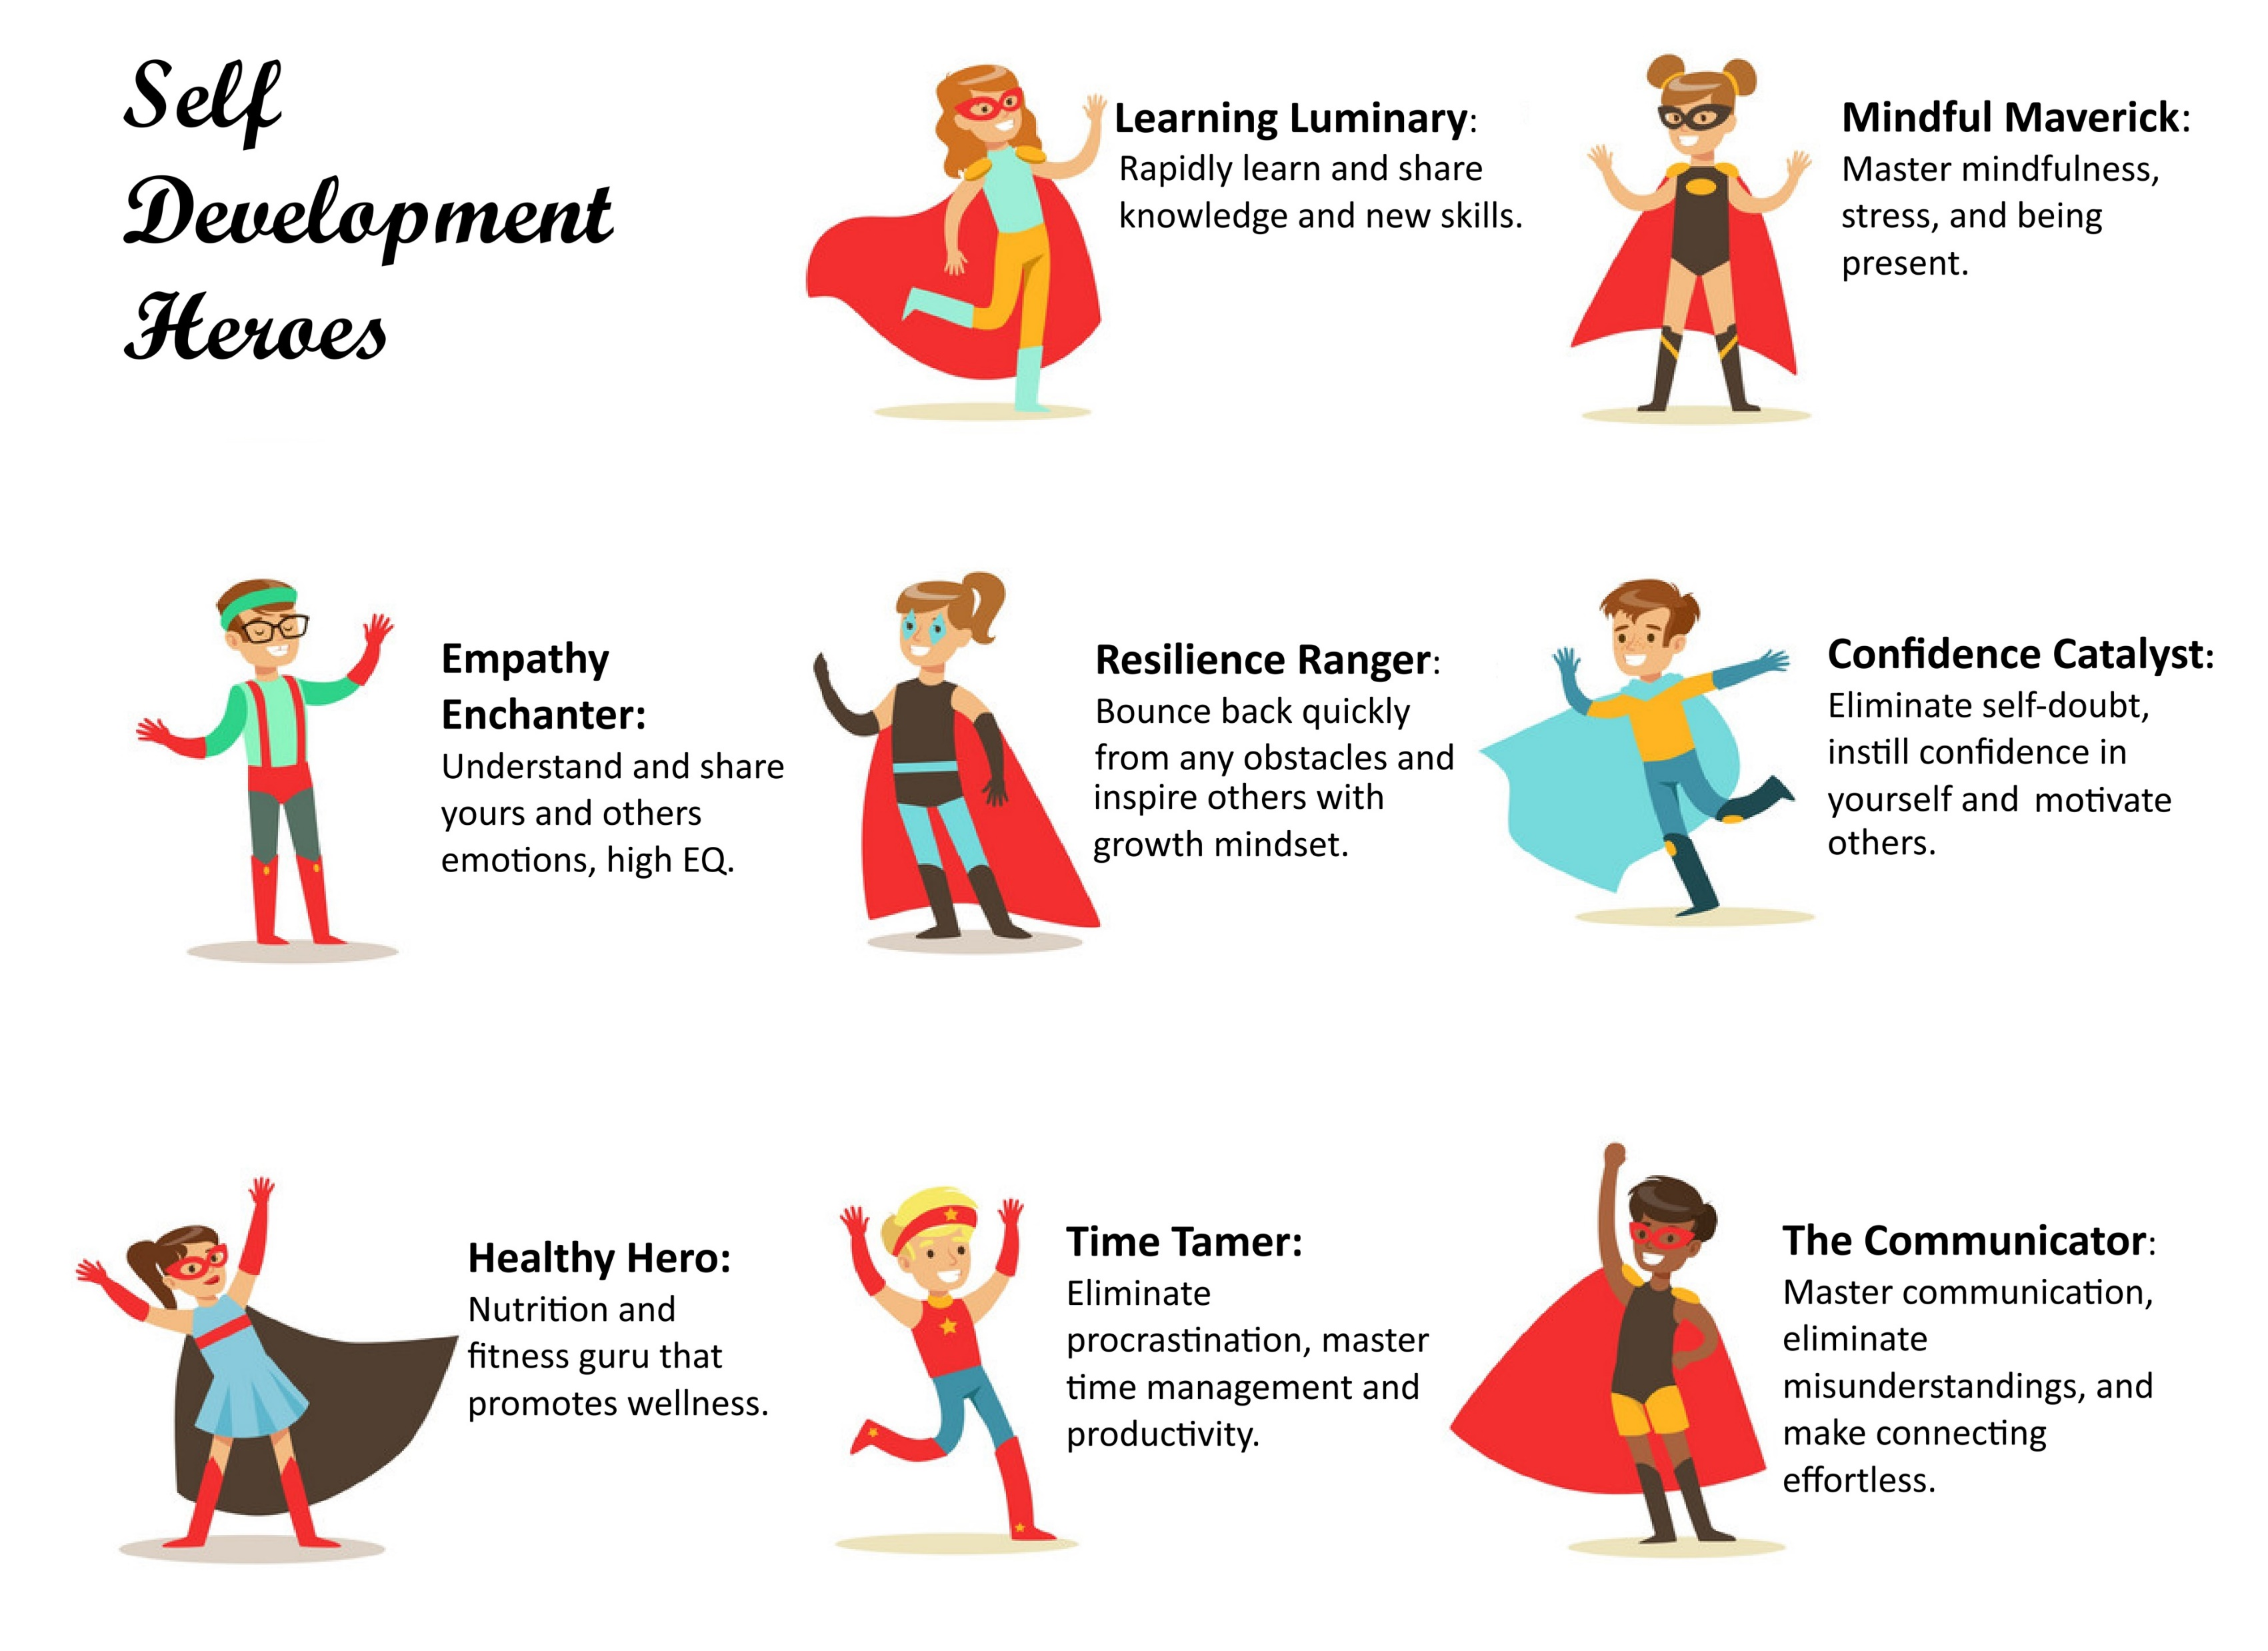 Self
Development
Heroes
Learning Luminary:
Rapidly learn and share
knowledge and new skills.
Mindful Maverick:
Master mindfulness,
stress, and being
present.
Empathy
Enchanter:
Understand and share
yours and others
emotions, high EQ.
Resilience Ranger:
Bounce back quickly
from any obstacles and
inspire others with
growth mindset.
Confidence Catalyst:
Eliminate self-doubt,
instill confidence in
yourself and motivate
others.
Healthy Hero:
Nutrition and
fitness guru that
promotes wellness.
Time Tamer:
Eliminate
procrastination, master
time management and
productivity.
The Communicator:
Master communication,
eliminate
misunderstandings, and
make connecting
effortless.